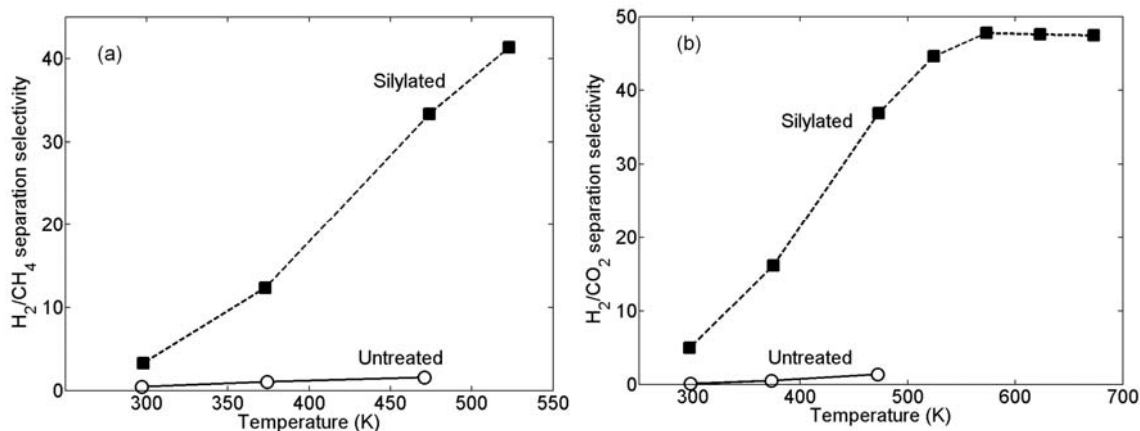 (a)
Silylated
Untreated
H2/CH4 separation selectivity
40
30
20
10
0
300
350
400
450
500
550
Temperature (K)
(b)
Silylated
Untreated
H2/CO2 separation selectivity
50
40
30
20
10
0
300
400
500
600
700
Temperature (K)